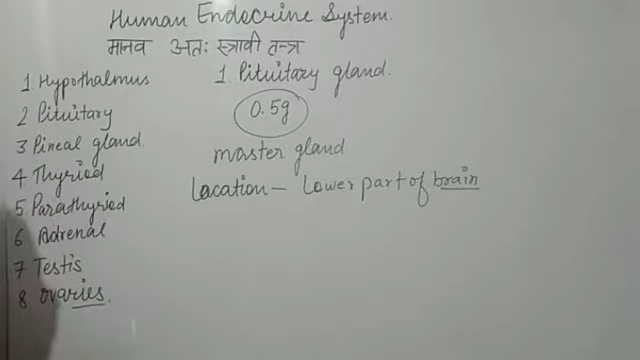 Human Endocrine System.
मानव अतः स्त्रावी तन्त्र
1 Hypothalmus
2 Pituitary
3 Pineal gland.
4 Thyried
5 Parathyried
6 Adrenal
7 Testis
8 Ovaries.
1. Pituitary gland.
0.5g
master gland
Location - Lower part of brain